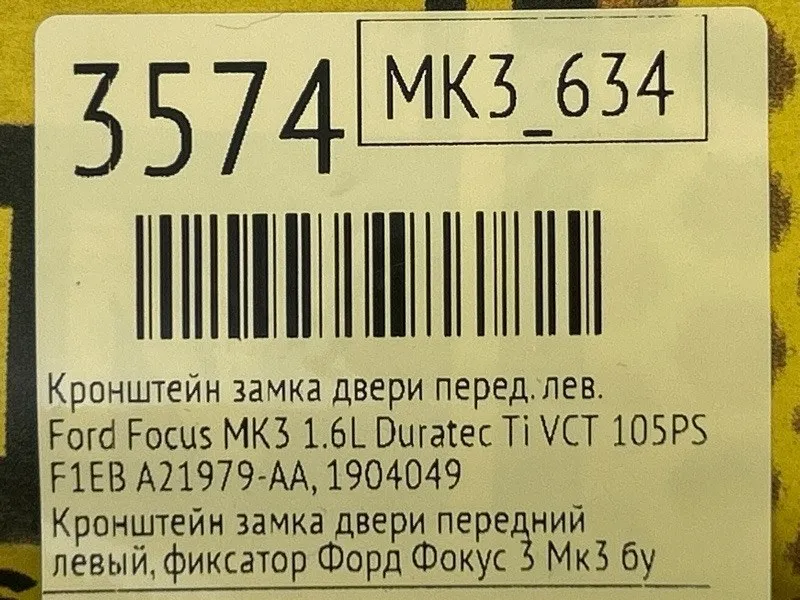 3574
MK3_634
Кронштейн замка двери перед. лев.
Ford Focus MK3 1.6L Duratec Ti VCT 105PS
F1EB A21979-AA, 1904049
Кронштейн замка двери передний
левый, фиксатор Форд Фокус 3 Мк3 бу